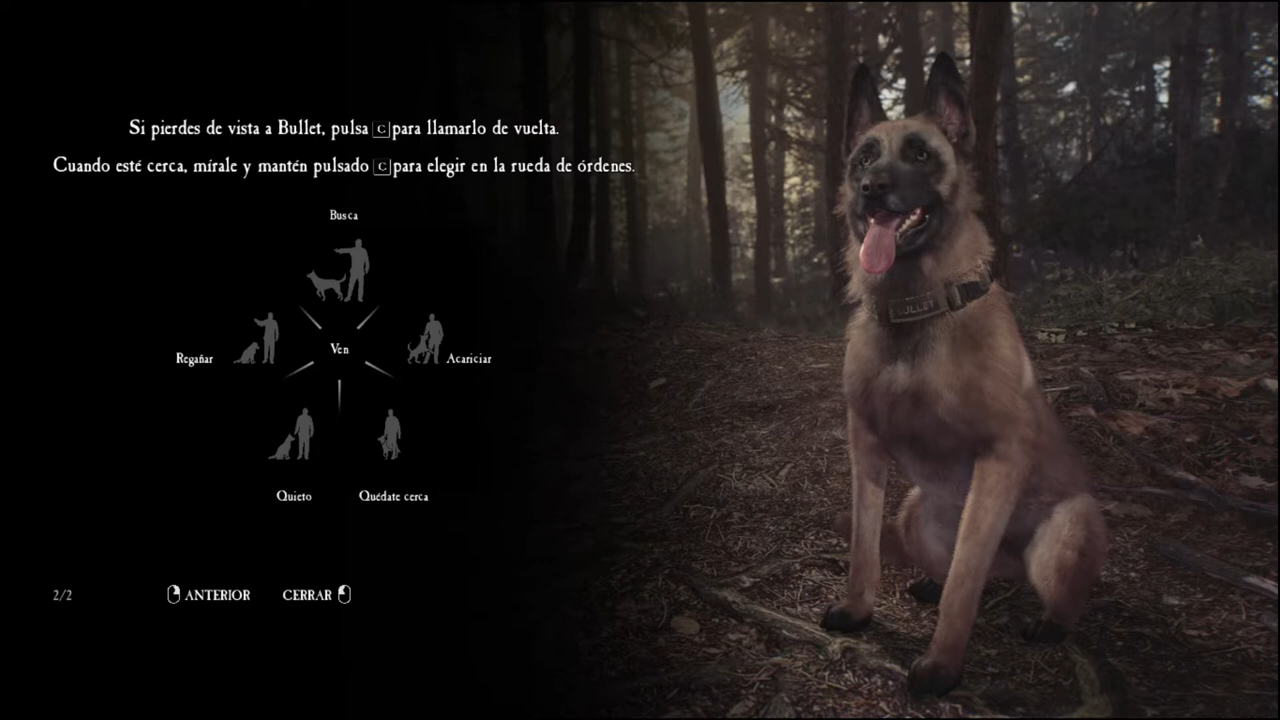 Si pierdes de vista a Bullet, pulsa C para llamarlo de vuelta.
Cuando esté cerca, mírale y mantén pulsado C para elegir en la rueda de órdenes.
Busca
Regañar
Ven
Acariciar
Quieto
Quédate cerca
BULLET
2/2
ANTERIOR
CERRAR